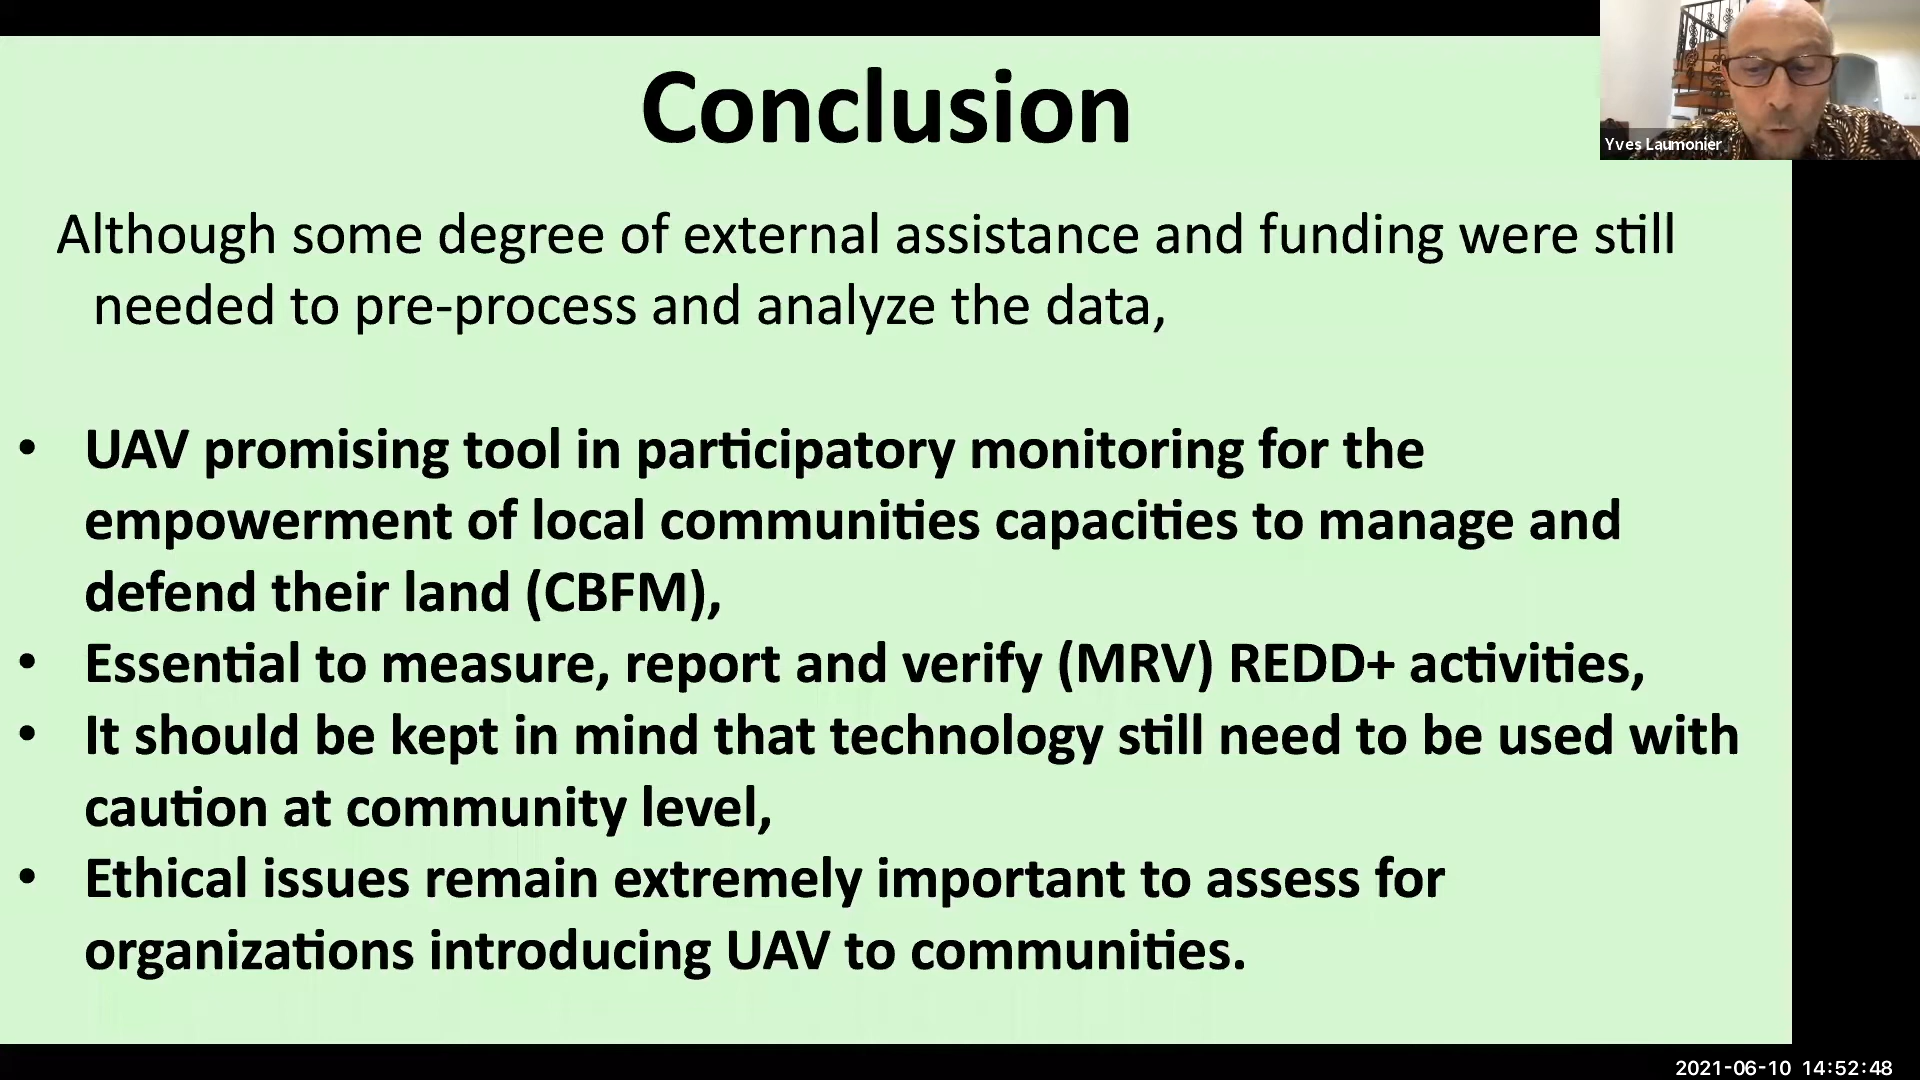 Conclusion
Yves Laumonier
Although some degree of external assistance and funding were still
needed to pre-process and analyze the data,
• UAV promising tool in participatory monitoring for the
empowerment of local communities capacities to manage and
defend their land (CBFM),
• Essential to measure, report and verify (MRV) REDD+ activities,
• It should be kept in mind that technology still need to be used with
caution at community level,
• Ethical issues remain extremely important to assess for
organizations introducing UAV to communities.
2021-06-10 14:52:48